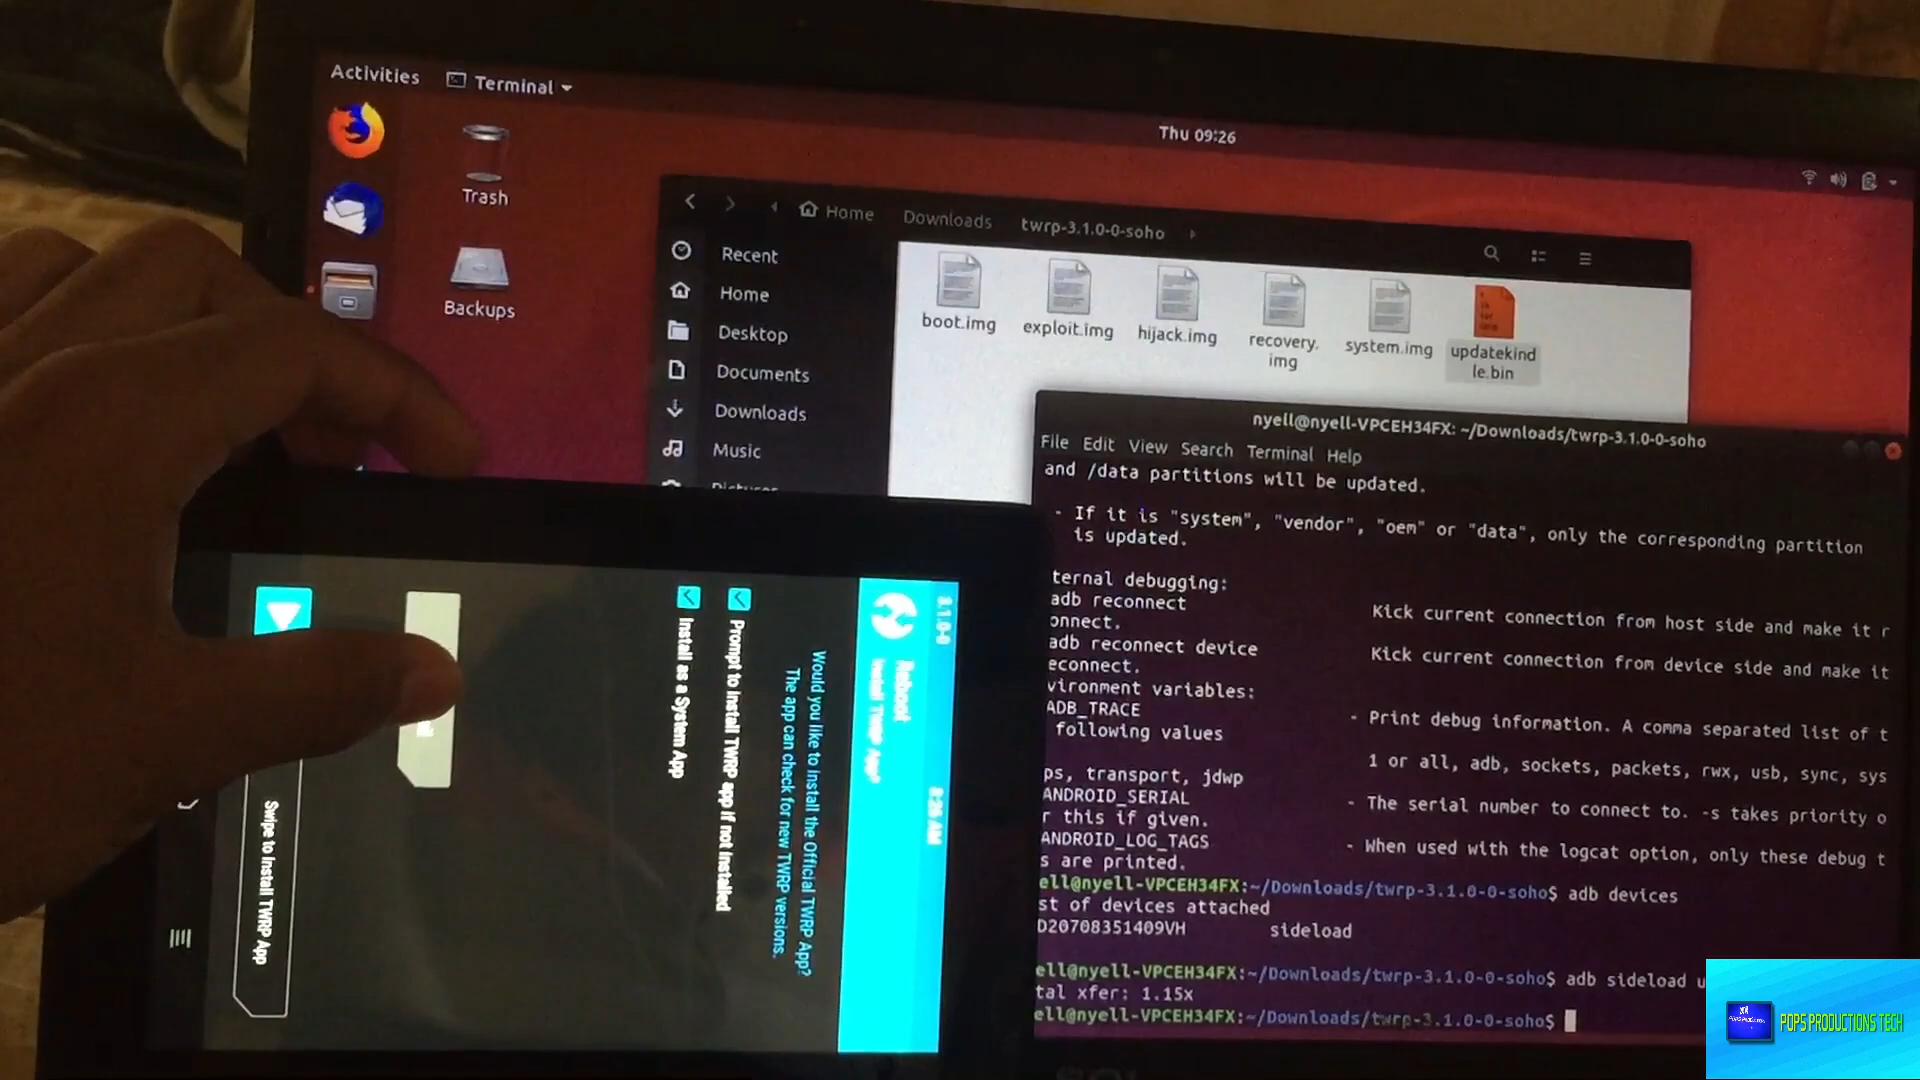 Activities
Terminal
Thu 09:26
Trash
Backups
Home
Downloads
twrp-3.1.0-0-soho
Recent
Home
Desktop
Documents
Downloads
Music
boot.img
exploit.img
hijack.img
recovery.
img
system.img
updatekind
le.bin
nyell@nyell-VPCEH34FX: ~/Downloads/twrp-3.1.0-0-soho
File Edit View Search Terminal Help
and /data partitions will be updated.
- If it is "system", "vendor", "oem" or "data", only the corresponding partition
is updated.
ternal debugging:
adb reconnect Kick current connection from host side and make it r
onnect.
adb reconnect device Kick current connection from device side and make it
econnect.
vironment variables:
ADB_TRACE - Print debug information. A comma separated list of t
following values
1 or all, adb, sockets, packets, rwx, usb, sync, sys
ps, transport, jdwp
ANDROID_SERIAL - The serial number to connect to. -s takes priority o
r this if given.
ANDROID_LOG_TAGS - When used with the logcat option, only these debug t
s are printed.
ell@nyell-VPCEH34FX:~/Downloads/twrp-3.1.0-0-soho$ adb devices
st of devices attached
D20708351409VH sideload
ell@nyell-VPCEH34FX:~/Downloads/twrp-3.1.0-0-soho$ adb sideload u
tal xfer: 1.15x
ell@nyell-VPCEH34FX:~/Downloads/twrp-3.1.0-0-soho$
3.1.0-0
Reboot
Install TWRP App?
Would you like to install the Official TWRP App?
The app can check for new TWRP versions.
Prompt to install TWRP app if not installed
Install as a System App
Swipe to Install TWRP App
POPS PRODUCTIONS TECH